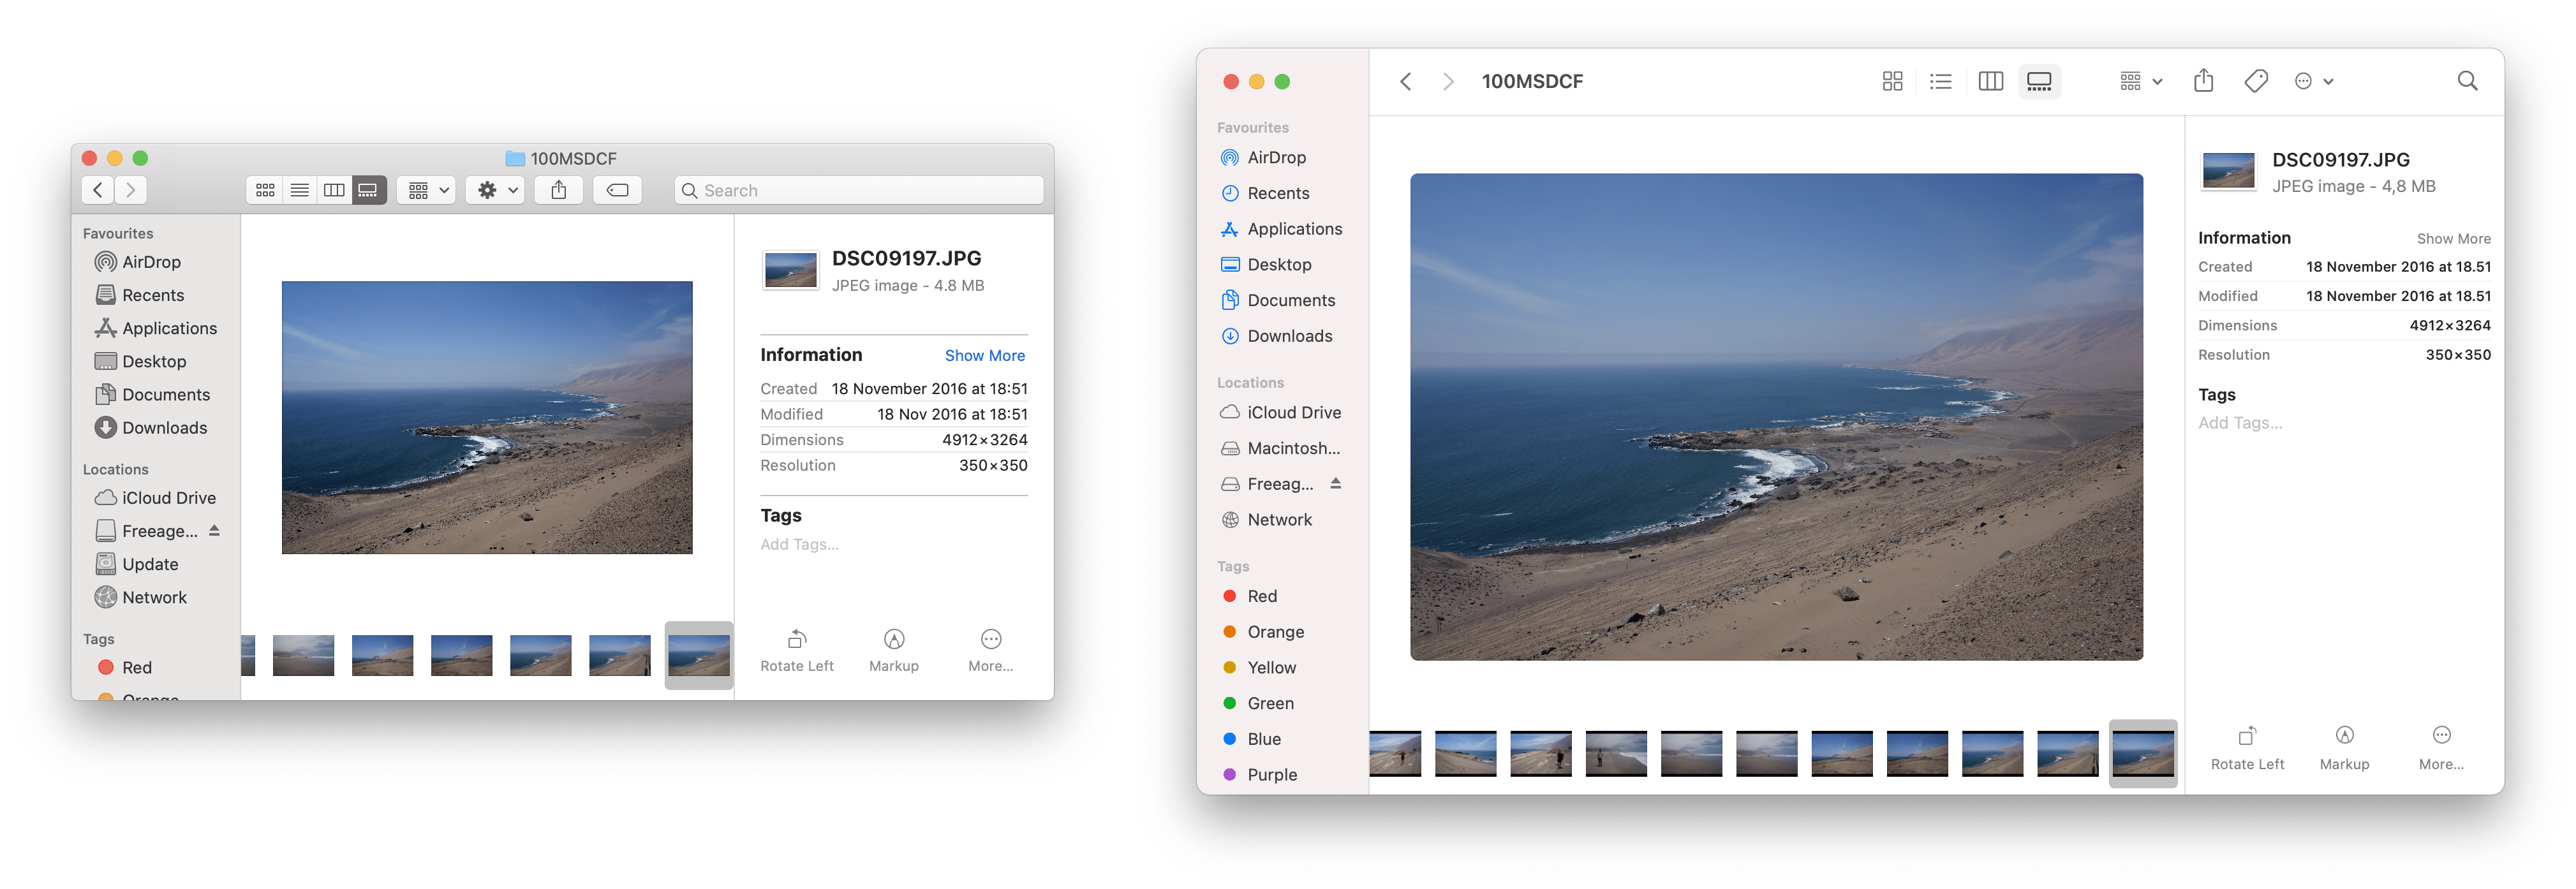 100MSDCF
Search
Favourites
AirDrop
Recents
Applications
Desktop
Documents
Downloads
Locations
iCloud Drive
Freeage...
Update
Network
Tags
Red
Orange
DSC09197.JPG
JPEG image - 4.8 MB
Information Show More
Created 18 November 2016 at 18:51
Modified 18 Nov 2016 at 18:51
Dimensions 4912×3264
Resolution 350×350
Tags
Add Tags...
Rotate Left Markup More...
100MSDCF
Favourites
AirDrop
Recents
Applications
Desktop
Documents
Downloads
Locations
iCloud Drive
Macintosh...
Freeag...
Network
Tags
Red
Orange
Yellow
Green
Blue
Purple
DSC09197.JPG
JPEG image - 4,8 MB
Information Show More
Created 18 November 2016 at 18.51
Modified 18 November 2016 at 18.51
Dimensions 4912×3264
Resolution 350×350
Tags
Add Tags...
Rotate Left Markup More...